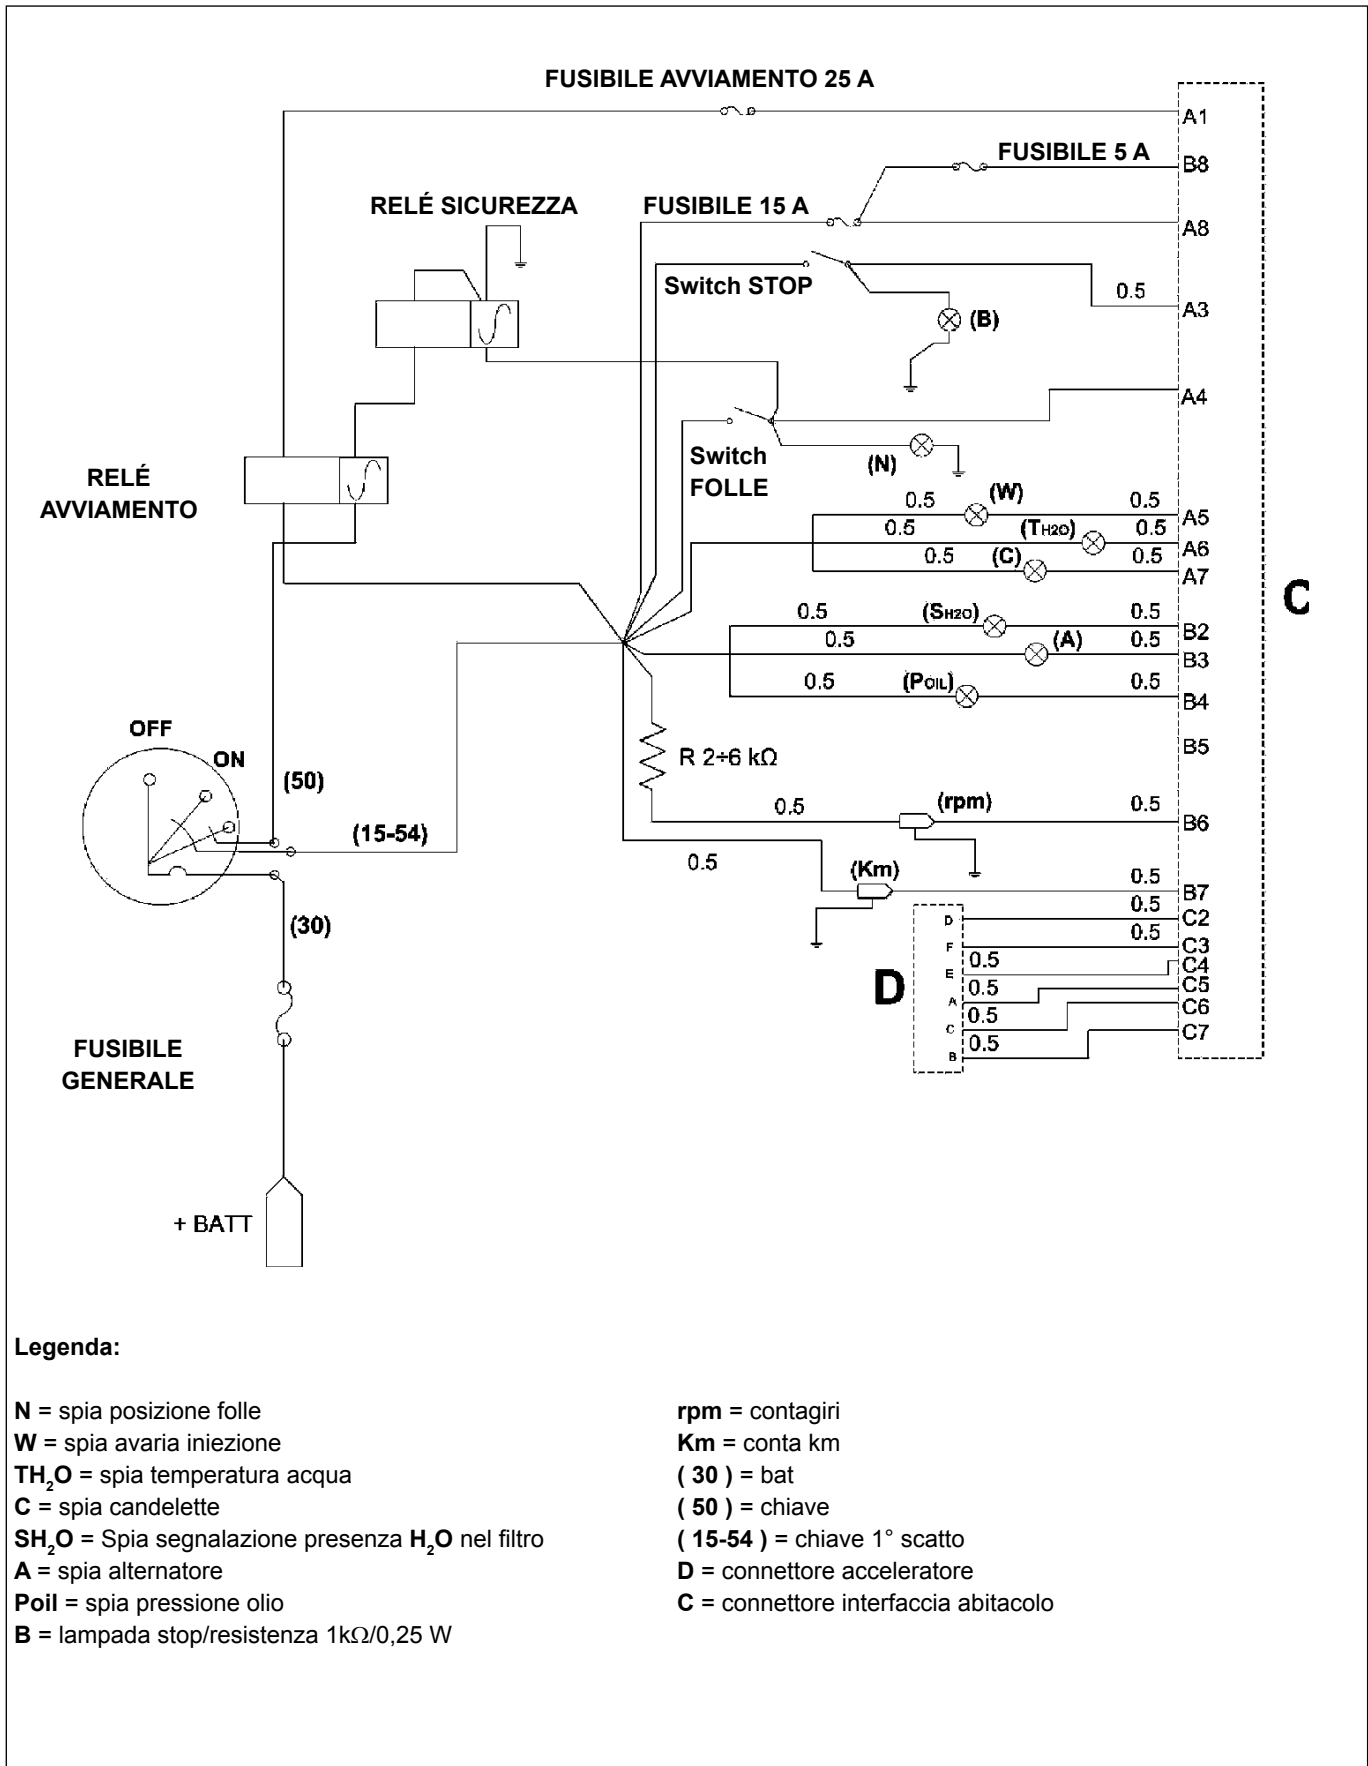 FUSIBILE AVVIAMENTO 25 A
A1
FUSIBILE 5 A
B8
RELÉ SICUREZZA
FUSIBILE 15 A
A8
Switch STOP
0.5
A3
(B)
A4
Switch
FOLLE
(N)
RELÉ
AVVIAMENTO
0.5
(W)
0.5
A5
0.5
(TH2O)
0.5
A6
0.5
(C)
0.5
A7
C
0.5
(SH2O)
0.5
B2
0.5
(A)
0.5
B3
0.5
(POIL)
0.5
B4
OFF
ON
B5
R 2÷6 kΩ
(50)
(15-54)
0.5
(rpm)
0.5
B6
0.5
(Km)
0.5
B7
(30)
D
0.5
C2
F
0.5
C3
D
E
0.5
C4
A
0.5
C5
C
0.5
C6
B
0.5
C7
FUSIBILE
GENERALE
+ BATT
Legenda:
N = spia posizione folle
W = spia avaria iniezione
TH₂O = spia temperatura acqua
C = spia candelette
SH₂O = Spia segnalazione presenza H₂O nel filtro
A = spia alternatore
Poil = spia pressione olio
B = lampada stop/resistenza 1kΩ/0,25 W
rpm = contagiri
Km = conta km
( 30 ) = bat
( 50 ) = chiave
( 15-54 ) = chiave 1° scatto
D = connettore acceleratore
C = connettore interfaccia abitacolo